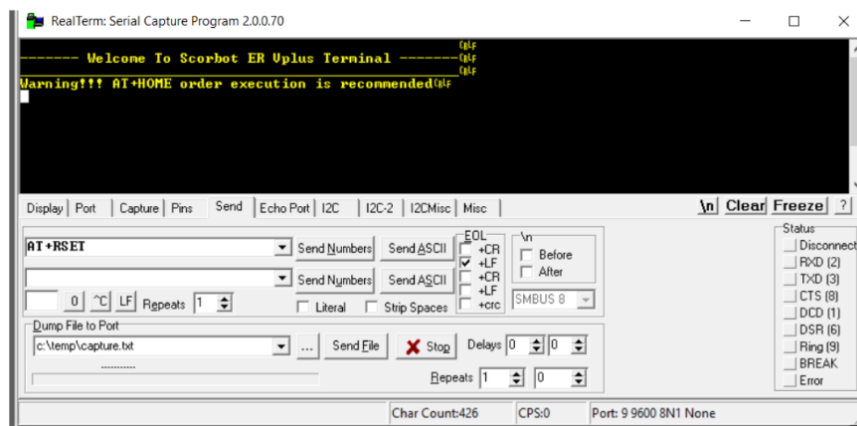 RealTerm: Serial Capture Program 2.0.0.70
CRLF
------- Welcome To Scorbot ER Vplus Terminal -------CRLF
CRLF
Warning!!! AT+HOME order execution is recommendedCRLF
Display Port Capture Pins Send Echo Port I2C I2C-2 I2CMisc Misc \n Clear Freeze ?
AT+RSET Send Numbers Send ASCII
Send Numbers Send ASCII
0 ^C LF Repeats 1 Literal Strip Spaces
EOL
+CR
+LF
+CR
+LF
+crc
\n
Before
After
SMBUS 8
Dump File to Port
c:\temp\capture.txt ... Send File Stop Delays 0 0
Repeats 1 0
Status
Disconnect
RXD (2)
TXD (3)
CTS (8)
DCD (1)
DSR (6)
Ring (9)
BREAK
Error
Char Count:426 CPS:0 Port: 9 9600 8N1 None